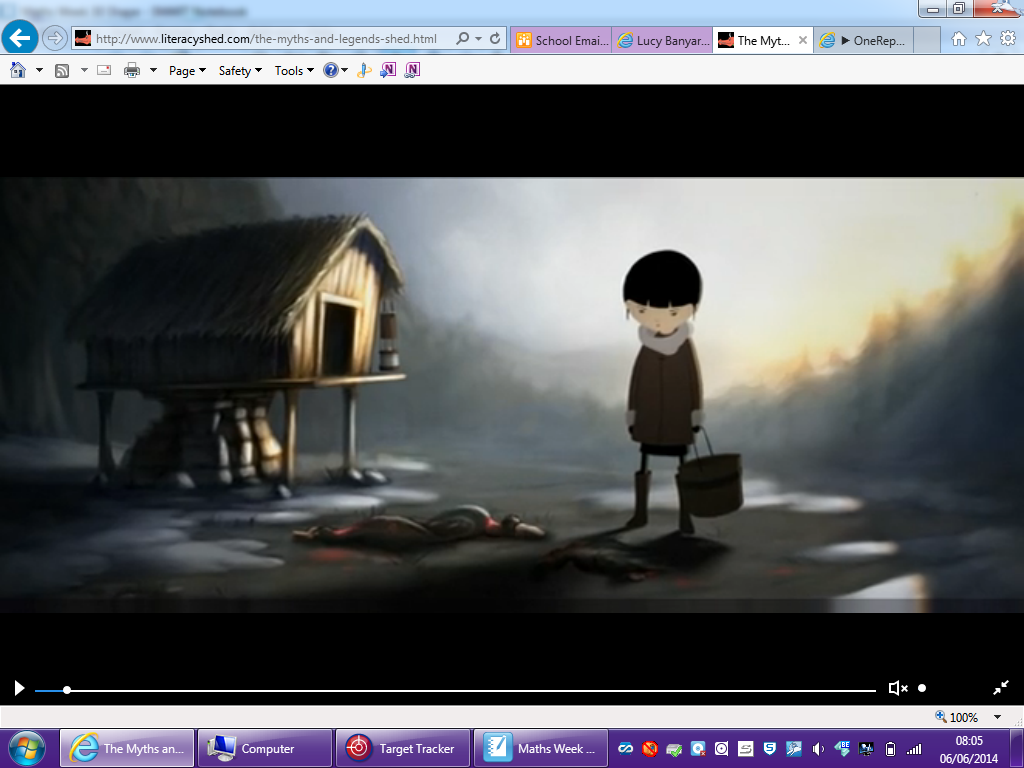 http://www.literacyshed.com/the-myths-and-legends-shed.html
School Emai...
Lucy Banyar...
The Myt...
► OneRep...
Page
Safety
Tools
100%
The Myths an...
Computer
Target Tracker
Maths Week ...
08:05
06/06/2014